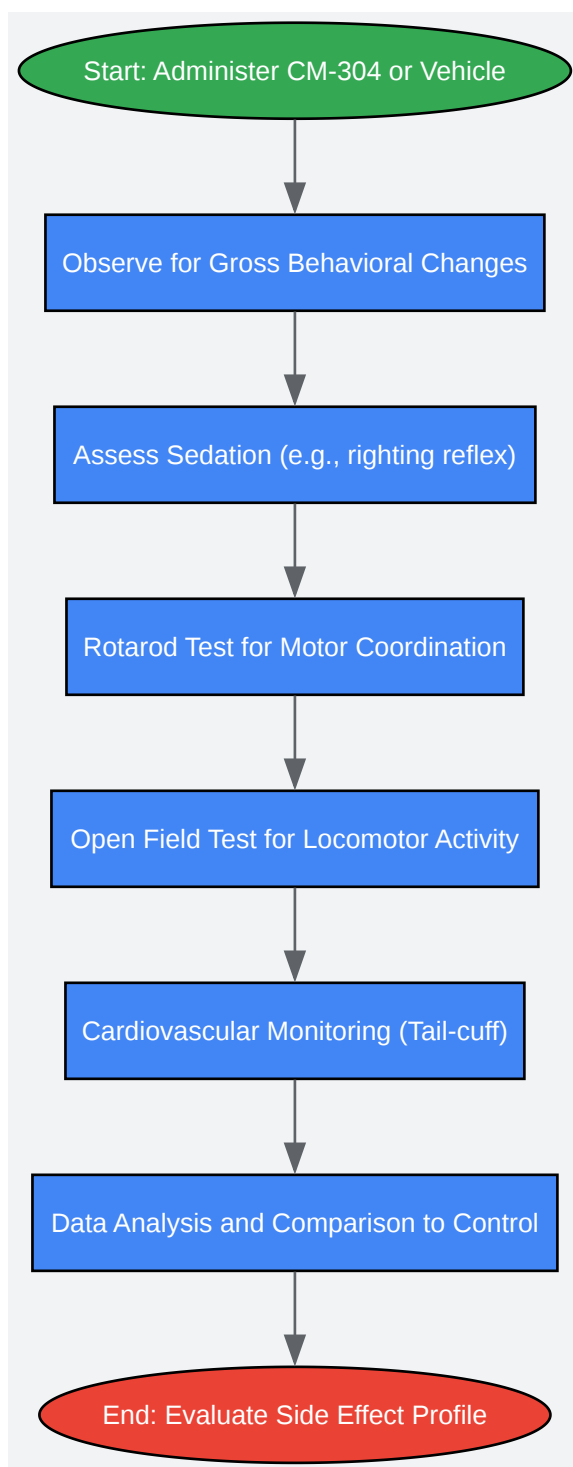 Start: Administer CM-304 or Vehicle
Observe for Gross Behavioral Changes
Assess Sedation (e.g., righting reflex)
Rotarod Test for Motor Coordination
Open Field Test for Locomotor Activity
Cardiovascular Monitoring (Tail-cuff)
Data Analysis and Comparison to Control
End: Evaluate Side Effect Profile